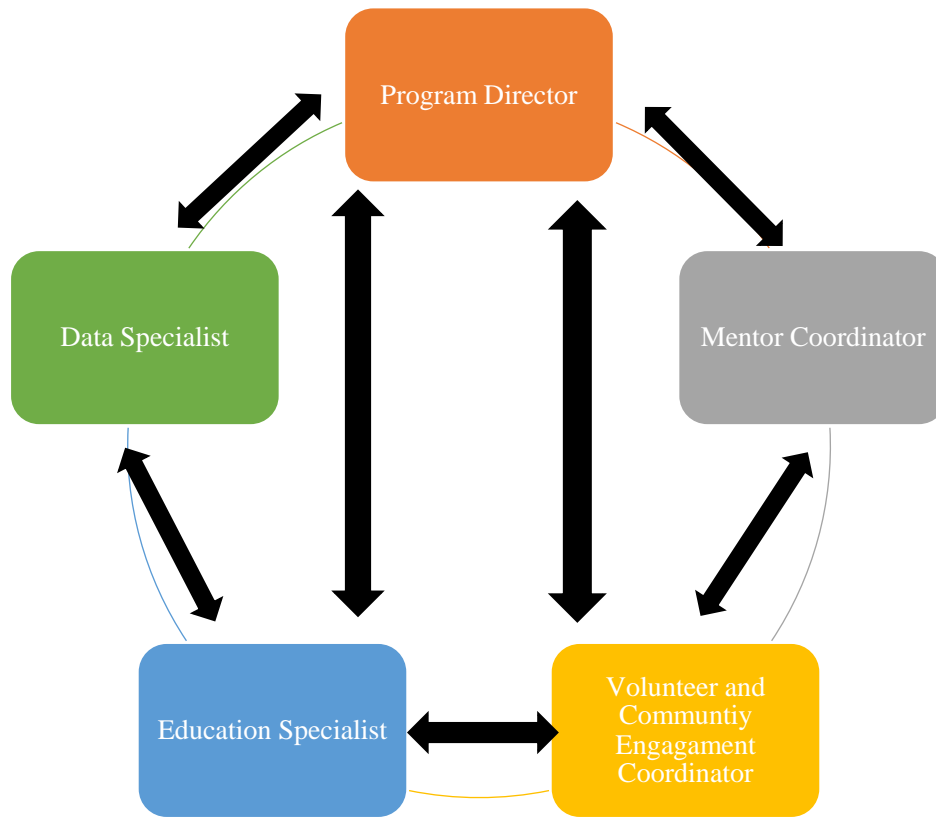 Program Director
Data Specialist
Mentor Coordinator
Education Specialist
Volunteer and
Communtiy
Engagament
Coordinator